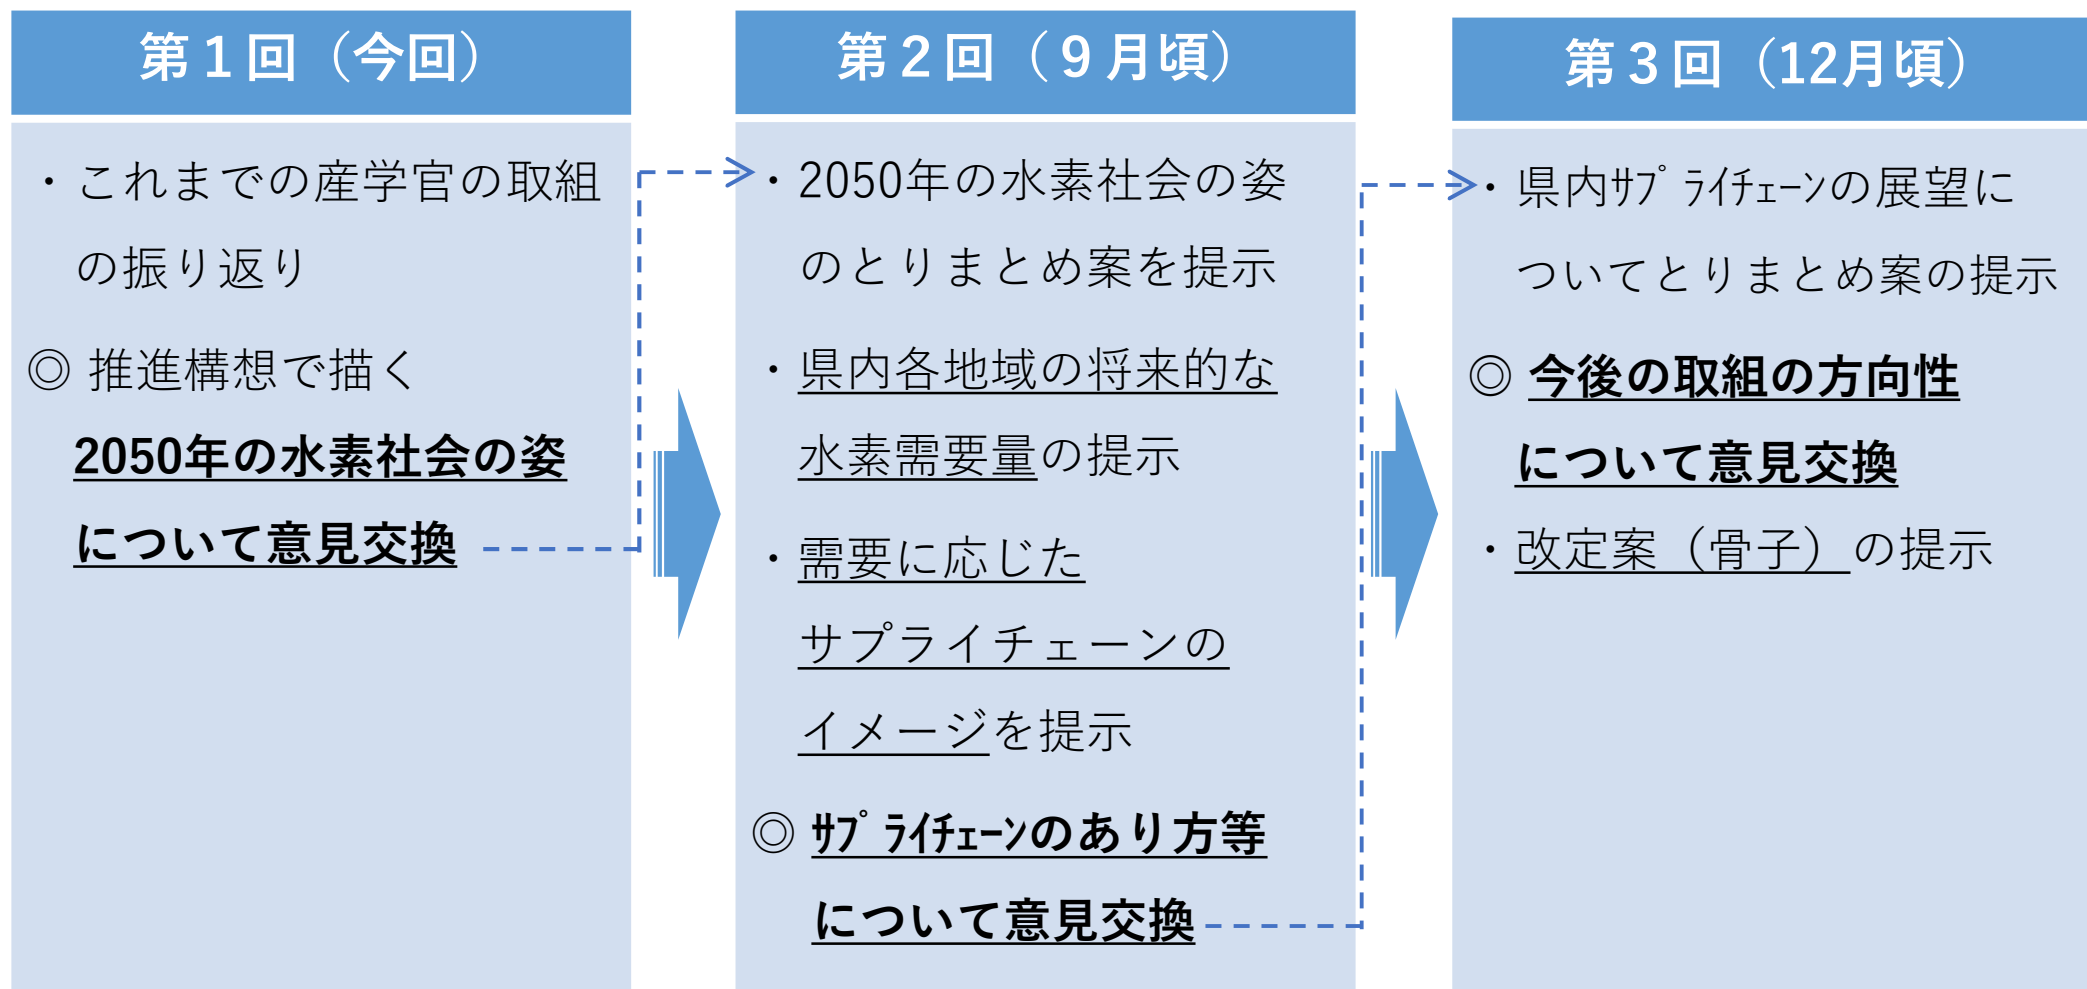 第１回（今回）
・これまでの産学官の取組
の振り返り
◎ 推進構想で描く
2050年の水素社会の姿
について意見交換
第２回（９月頃）
・2050年の水素社会の姿
のとりまとめ案を提示
・県内各地域の将来的な
水素需要量の提示
・需要に応じた
サプライチェーンの
イメージを提示
◎ ｻﾌﾟﾗｲﾁｪｰﾝのあり方等
について意見交換
第３回（12月頃）
・県内ｻﾌﾟﾗｲﾁｪｰﾝの展望に
ついてとりまとめ案の提示
◎ 今後の取組の方向性
について意見交換
・改定案（骨子）の提示